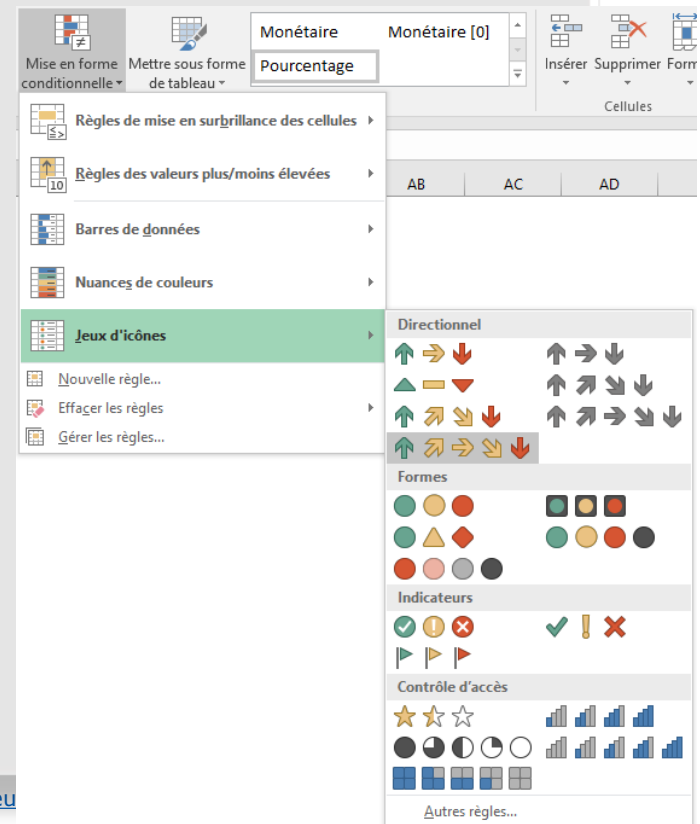 Monétaire Monétaire [0]
Mise en forme conditionnelle
Mettre sous forme de tableau
Pourcentage
Insérer Supprimer
Cellules
Règles de mise en surbrillance des cellules
10
Règles des valeurs plus/moins élevées
AB AC AD
Barres de données
Nuances de couleurs
Jeux d'icônes
Nouvelle règle...
Effacer les règles
Gérer les règles...
Directionnel
Formes
Indicateurs
Contrôle d'accès
Autres règles...